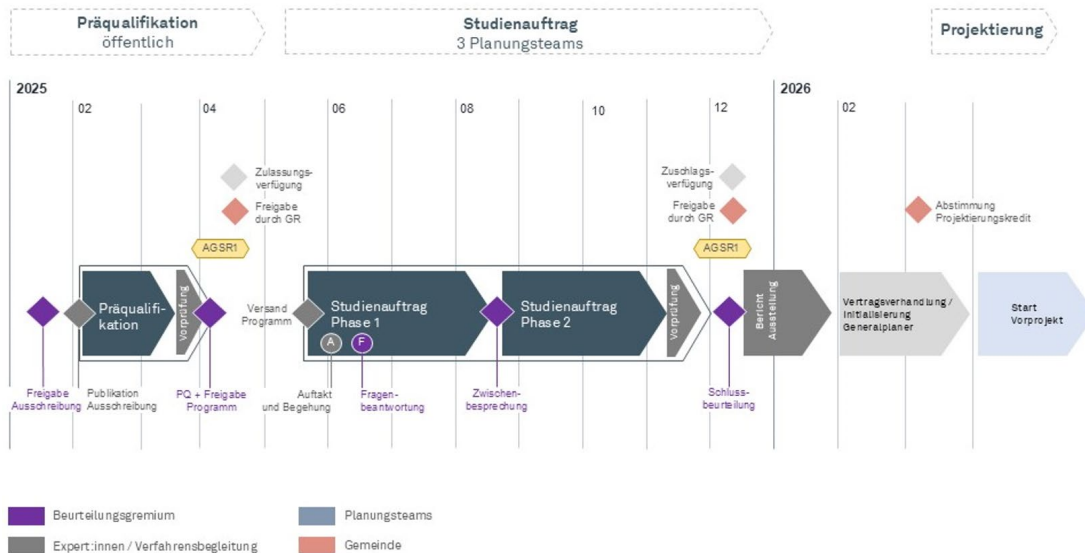 Präqualifikation
öffentlich
Studienauftrag
3 Planungsteams
Projektierung
2025
2026
02
04
06
08
10
12
02
Zulassungs-
verfügung
Freigabe
durch GR
AGSR1
Zuschlags-
verfügung
Freigabe
durch GR
AGSR1
Abstimmung
Projektierungskredit
Präqualifi-
kation
Vorprüfung
Versand
Programm
Studienauftrag
Phase 1
A
F
Studienauftrag
Phase 2
Vorprüfung
Bericht
Ausstellung
Vertragsverhandlung /
Initialisierung
Generalplaner
Start
Vorprojekt
Freigabe
Ausschreibung
Publikation
Ausschreibung
PQ + Freigabe
Programm
Auftakt
und Begehung
Fragen-
beantwortung
Zwischen-
besprechung
Schluss-
beurteilung
Beurteilungsgremium
Planungsteams
Expert:innen / Verfahrensbegleitung
Gemeinde